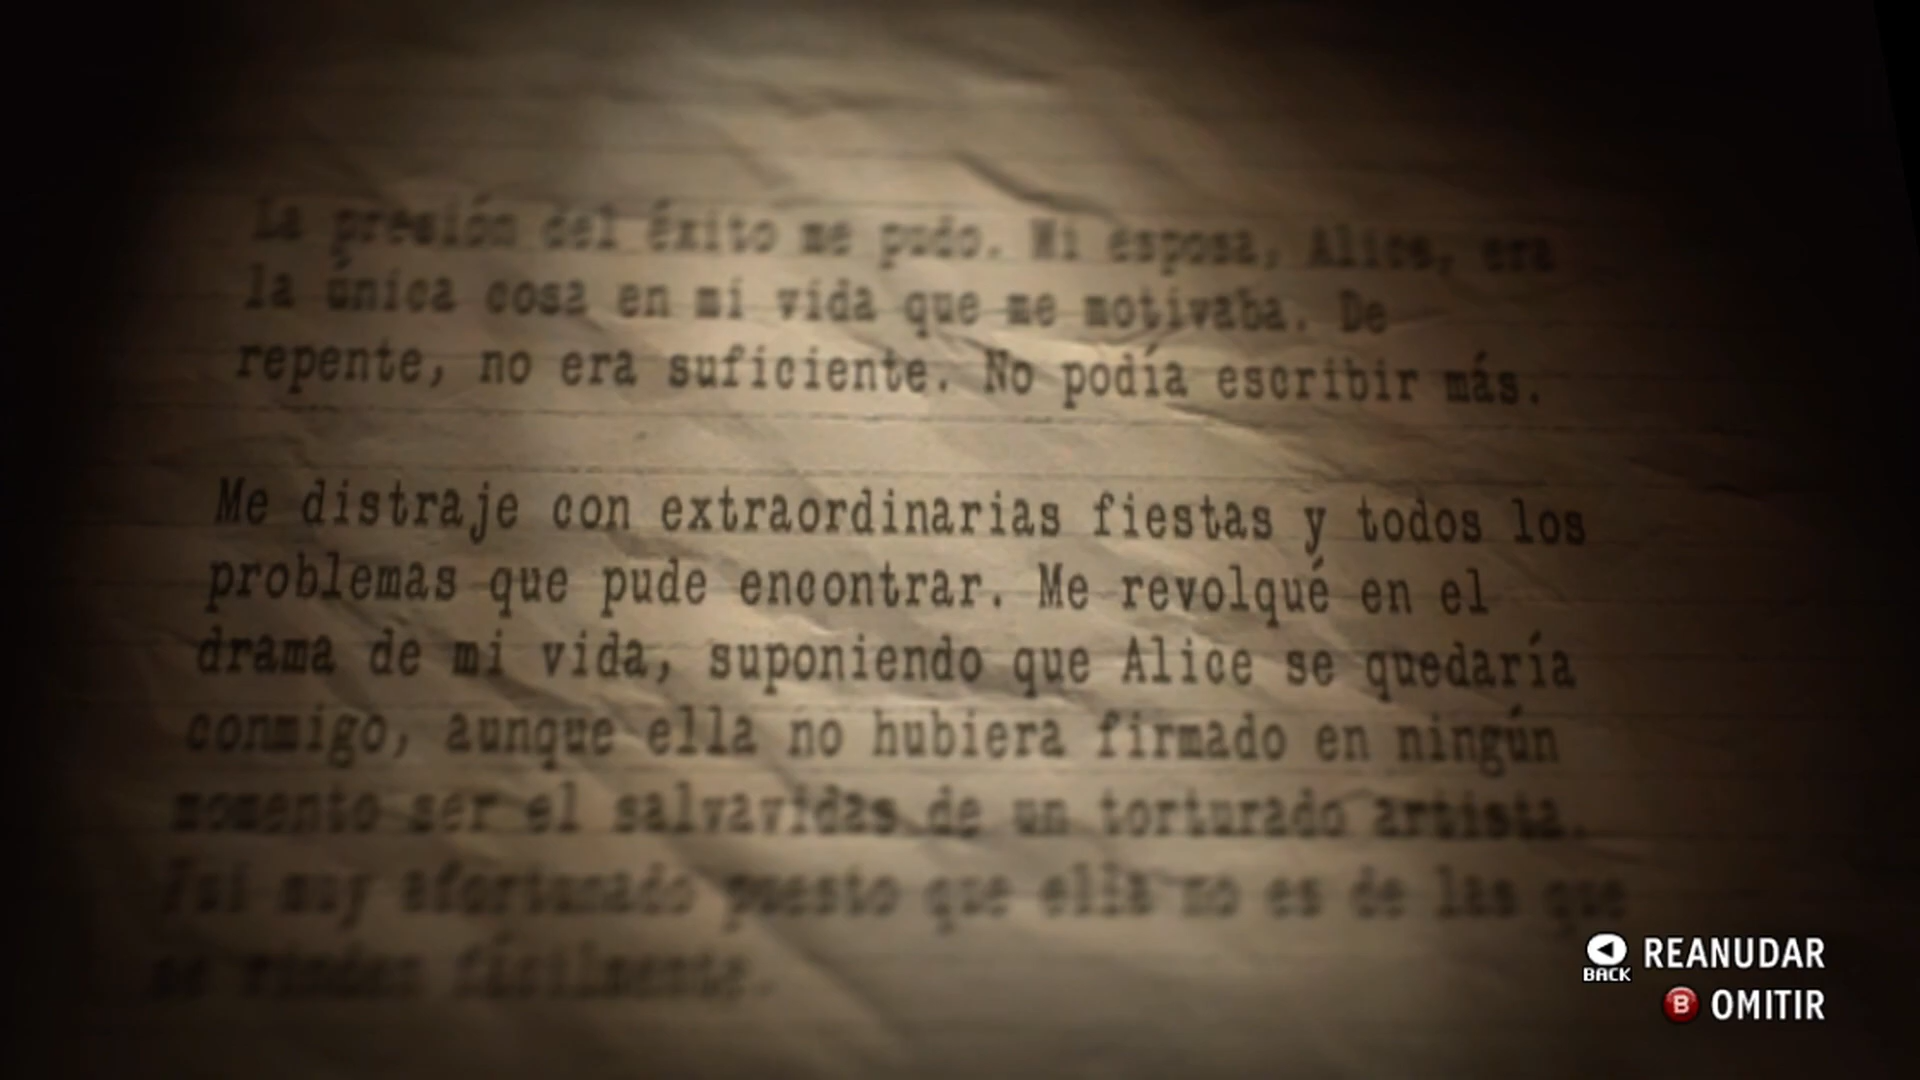 La presión del éxito me pudo. Mi esposa, Alice, era
la única cosa en mi vida que me motivaba. De
repente, no era suficiente. No podía escribir más.
Me distraje con extraordinarias fiestas y todos los
problemas que pude encontrar. Me revolqué en el
drama de mi vida, suponiendo que Alice se quedaría
conmigo, aunque ella no hubiera firmado en ningún
momento ser el salvavidas de un torturado artista.
Fui muy afortunado puesto que ella no es de las que
se rinden fácilmente.
BACK REANUDAR
B OMITIR